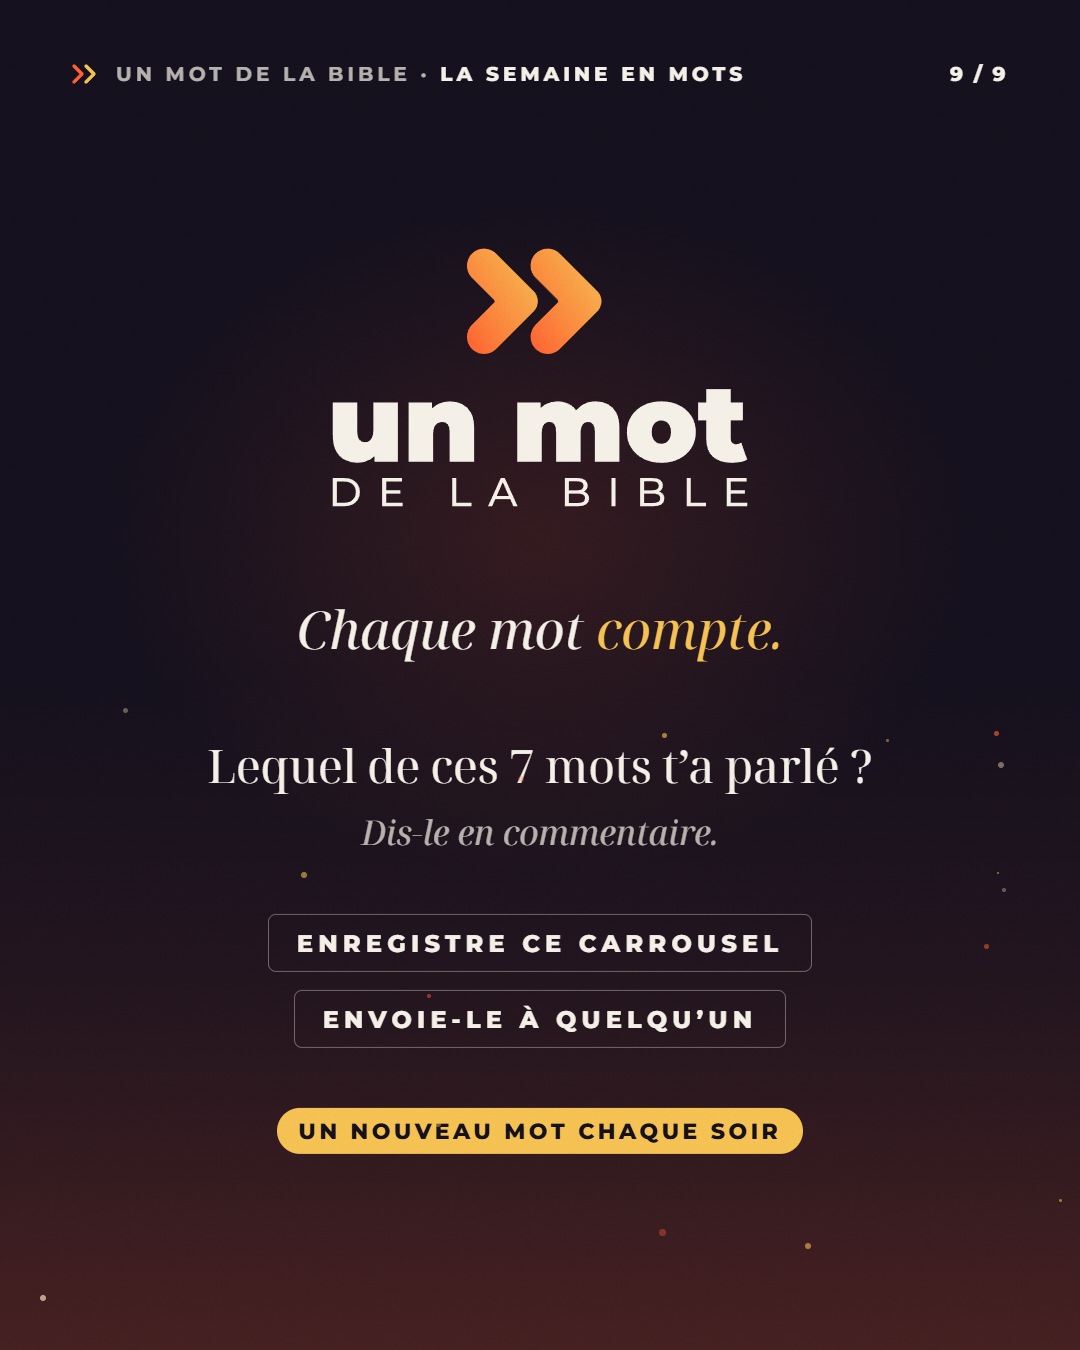 UN MOT DE LA BIBLE · LA SEMAINE EN MOTS
9 / 9
un mot
DE LA BIBLE
Chaque mot compte.
Lequel de ces 7 mots t’a parlé ?
Dis-le en commentaire.
ENREGISTRE CE CARROUSEL
ENVOIE-LE À QUELQU’UN
UN NOUVEAU MOT CHAQUE SOIR